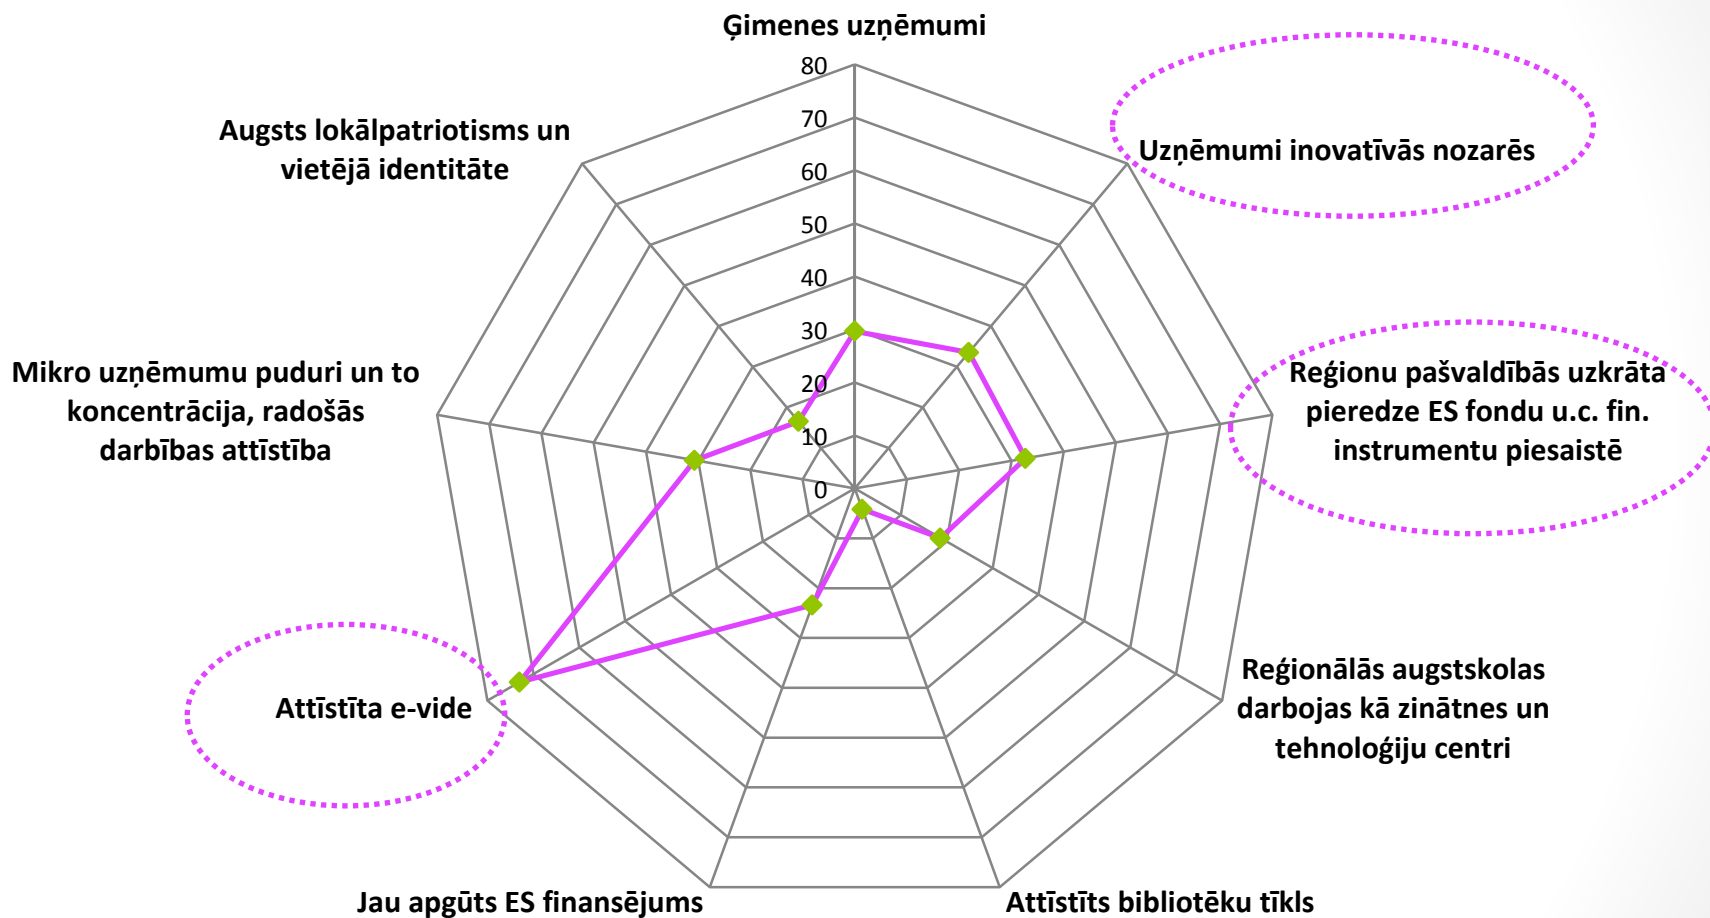 Ģimenes uzņēmumi
80
70
60
50
40
30
20
10
0
Uzņēmumi inovatīvās nozarēs
Reģionu pašvaldībās uzkrāta
pieredze ES fondu u.c. fin.
instrumentu piesaistē
Reģionālās augstskolas
darbojas kā zinātnes un
tehnoloģiju centri
Attīstīts bibliotēku tīkls
Jau apgūts ES finansējums
Attīstīta e-vide
Mikro uzņēmumu puduri un to
koncentrācija, radošās
darbības attīstība
Augsts lokālpatriotisms un
vietējā identitāte